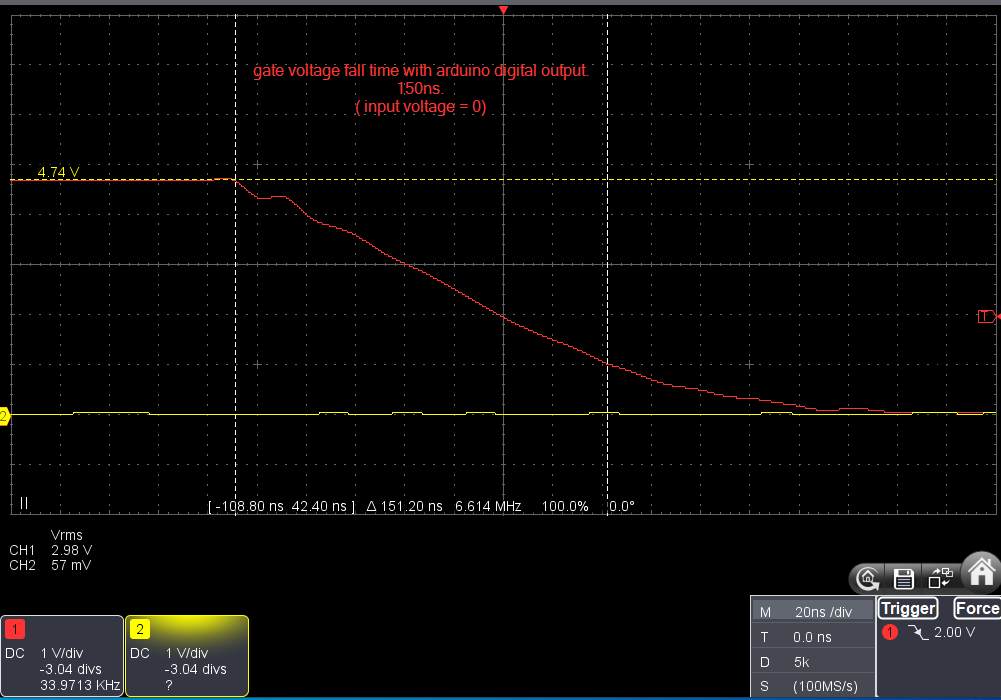 gate voltage fall time with arduino digital output.
150ns.
( input voltage = 0)
4.74 V
T
2
II
[ -108.80 ns 42.40 ns ] Δ 151.20 ns 6.614 MHz 100.0% 0.0°
Vrms
CH1 2.98 V
CH2 57 mV
1
DC 1 V/div
-3.04 divs
33.9713 KHz
2
DC 1 V/div
-3.04 divs
?
M 20ns /div
T 0.0 ns
D 5k
S (100MS/s)
Trigger Force
1 2.00 V